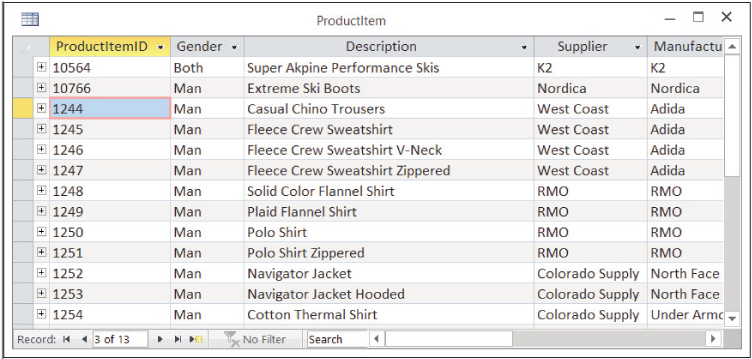 ProductItem
ProductItemID Gender Description Supplier Manufactu
10564 Both Super Akpine Performance Skis K2 K2
10766 Man Extreme Ski Boots Nordica Nordica
1244 Man Casual Chino Trousers West Coast Adida
1245 Man Fleece Crew Sweatshirt West Coast Adida
1246 Man Fleece Crew Sweatshirt V-Neck West Coast Adida
1247 Man Fleece Crew Sweatshirt Zippered West Coast Adida
1248 Man Solid Color Flannel Shirt RMO RMO
1249 Man Plaid Flannel Shirt RMO RMO
1250 Man Polo Shirt RMO RMO
1251 Man Polo Shirt Zippered RMO RMO
1252 Man Navigator Jacket Colorado Supply North Face
1253 Man Navigator Jacket Hooded Colorado Supply North Face
1254 Man Cotton Thermal Shirt Colorado Supply Under Armo
Record: 3 of 13 No Filter Search